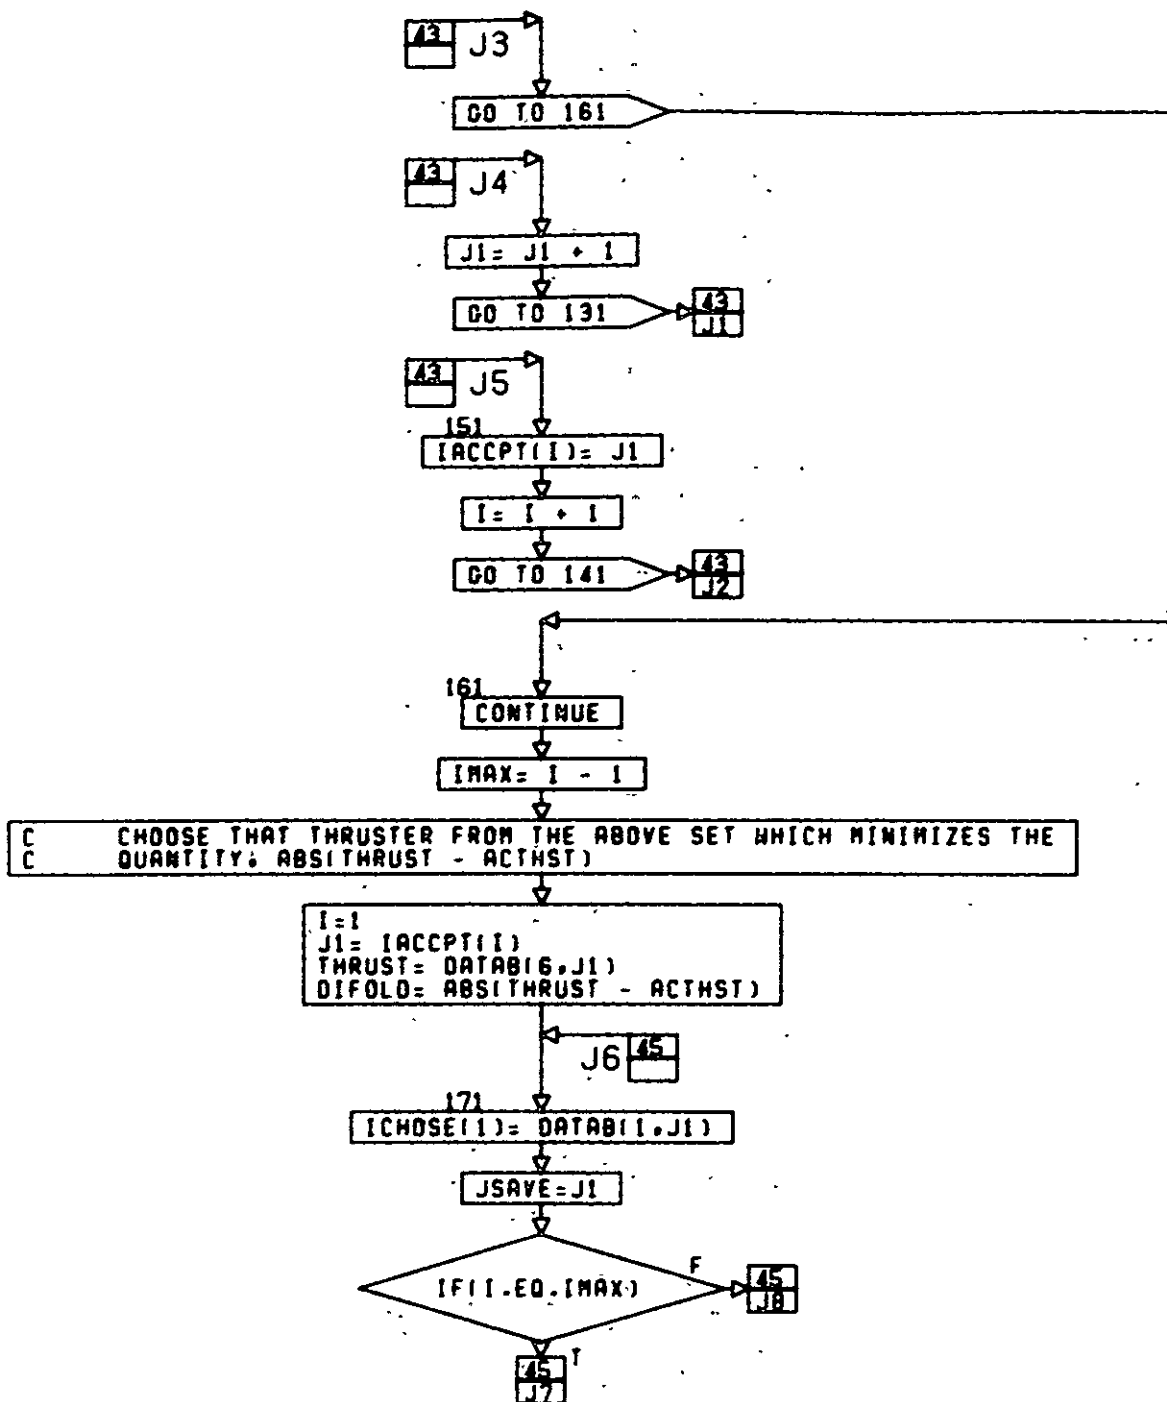 43
J3
GO TO 161
43
J4
J1= J1 + 1
GO TO 131
43
J1
43
J5
151
IACCPT(I)= J1
I= I + 1
GO TO 141
43
J2
161
CONTINUE
IMAX= I - 1
C CHOOSE THAT THRUSTER FROM THE ABOVE SET WHICH MINIMIZES THE
C QUANTITY: ABS(THRUST - ACTHST)
I=1
J1= IACCPT(I)
THRUST= DATAB(6,J1)
DIFOLD= ABS(THRUST - ACTHST)
J6
45
171
ICHOSE(1)= DATAB(1,J1)
JSAVE=J1
IF(I.EQ.IMAX)
F
45
J8
T
45
J7